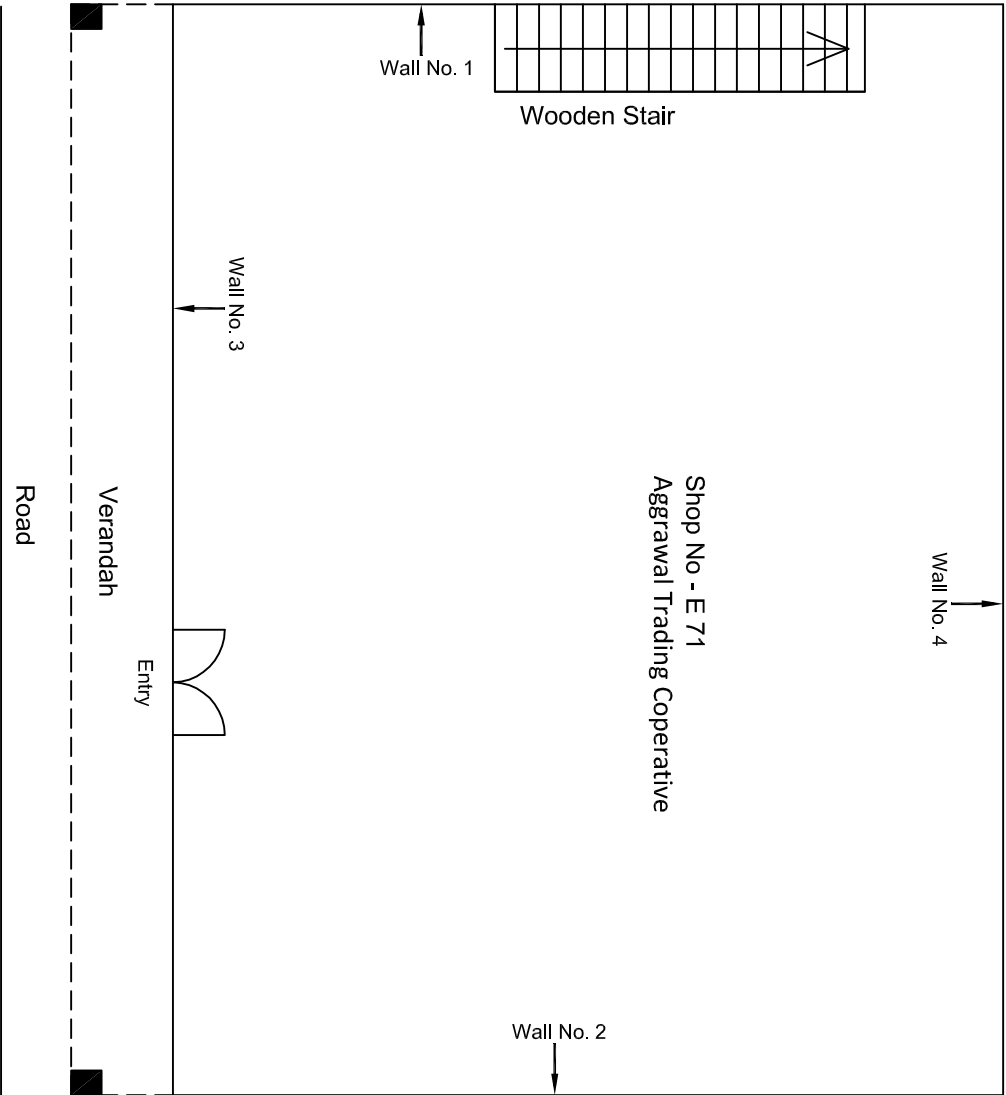 Wall No. 1
Wooden Stair
Wall No. 3
Wall No. 4
Shop No - E 71
Aggrawal Trading Coperative
Verandah
Road
Entry
Wall No. 2